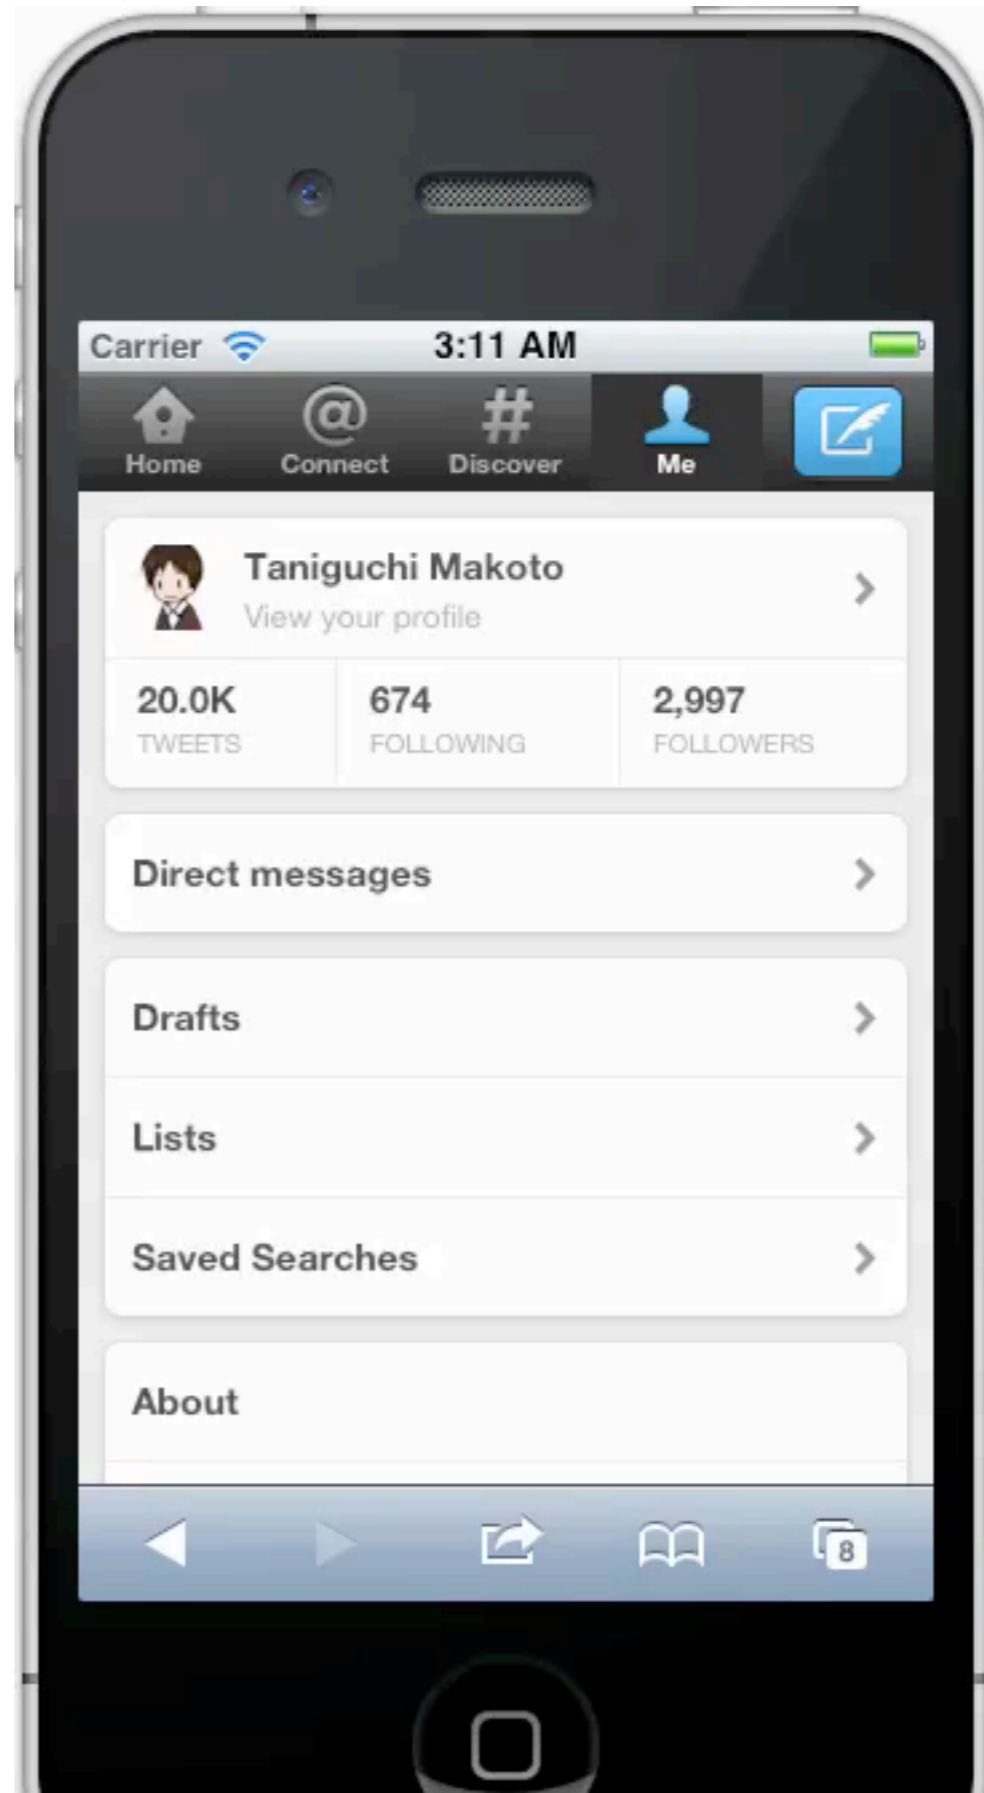 Carrier 3:11 AM
Home Connect Discover Me
Taniguchi Makoto
View your profile
20.0K 674 2,997
TWEETS FOLLOWING FOLLOWERS
Direct messages
Drafts
Lists
Saved Searches
About
8